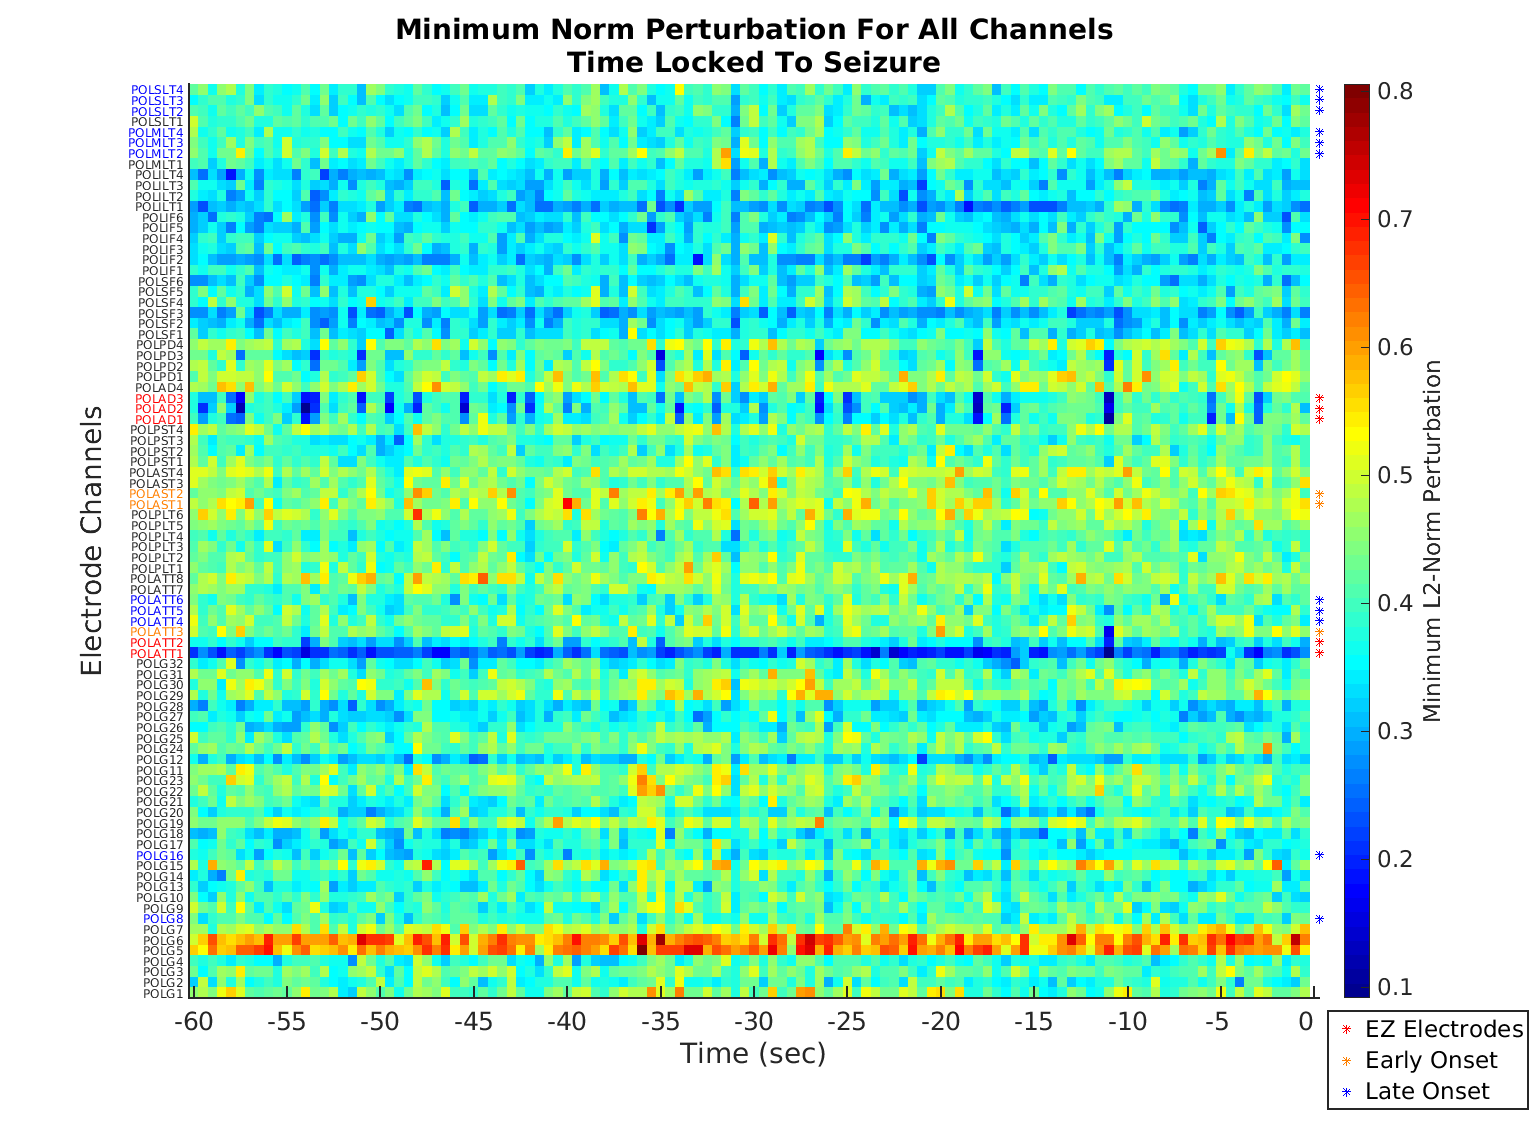 Minimum Norm Perturbation For All Channels
Time Locked To Seizure
Electrode Channels
POLSLT4
POLSLT3
POLSLT2
POLSLT1
POLMLT4
POLMLT3
POLMLT2
POLMLT1
POLILT4
POLILT3
POLILT2
POLILT1
POLIF6
POLIF5
POLIF4
POLIF3
POLIF2
POLIF1
POLSF6
POLSF5
POLSF4
POLSF3
POLSF2
POLSF1
POLPD4
POLPD3
POLPD2
POLPD1
POLAD4
POLAD3
POLAD2
POLAD1
POLPST4
POLPST3
POLPST2
POLPST1
POLAST4
POLAST3
POLAST2
POLAST1
POLPLT6
POLPLT5
POLPLT4
POLPLT3
POLPLT2
POLPLT1
POLATT8
POLATT7
POLATT6
POLATT5
POLATT4
POLATT3
POLATT2
POLATT1
POLG32
POLG31
POLG30
POLG29
POLG28
POLG27
POLG26
POLG25
POLG24
POLG12
POLG11
POLG23
POLG22
POLG21
POLG20
POLG19
POLG18
POLG17
POLG16
POLG15
POLG14
POLG13
POLG10
POLG9
POLG8
POLG7
POLG6
POLG5
POLG4
POLG3
POLG2
POLG1
-60 -55 -50 -45 -40 -35 -30 -25 -20 -15 -10 -5 0
Time (sec)
0.8
0.7
0.6
0.5
0.4
0.3
0.2
0.1
Minimum L2-Norm Perturbation
EZ Electrodes
Early Onset
Late Onset